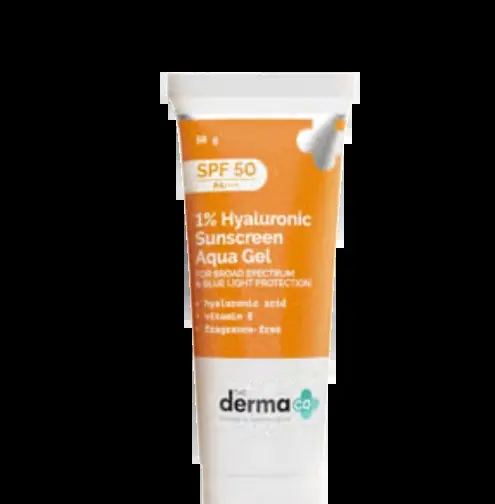 50 g
SPF 50
PA++++
1% Hyaluronic
Sunscreen
Aqua Gel
FOR BROAD SPECTRUM
& BLUE LIGHT PROTECTION
+ hyaluronic acid
+ vitamin E
+ fragrance-free
THE
derma co